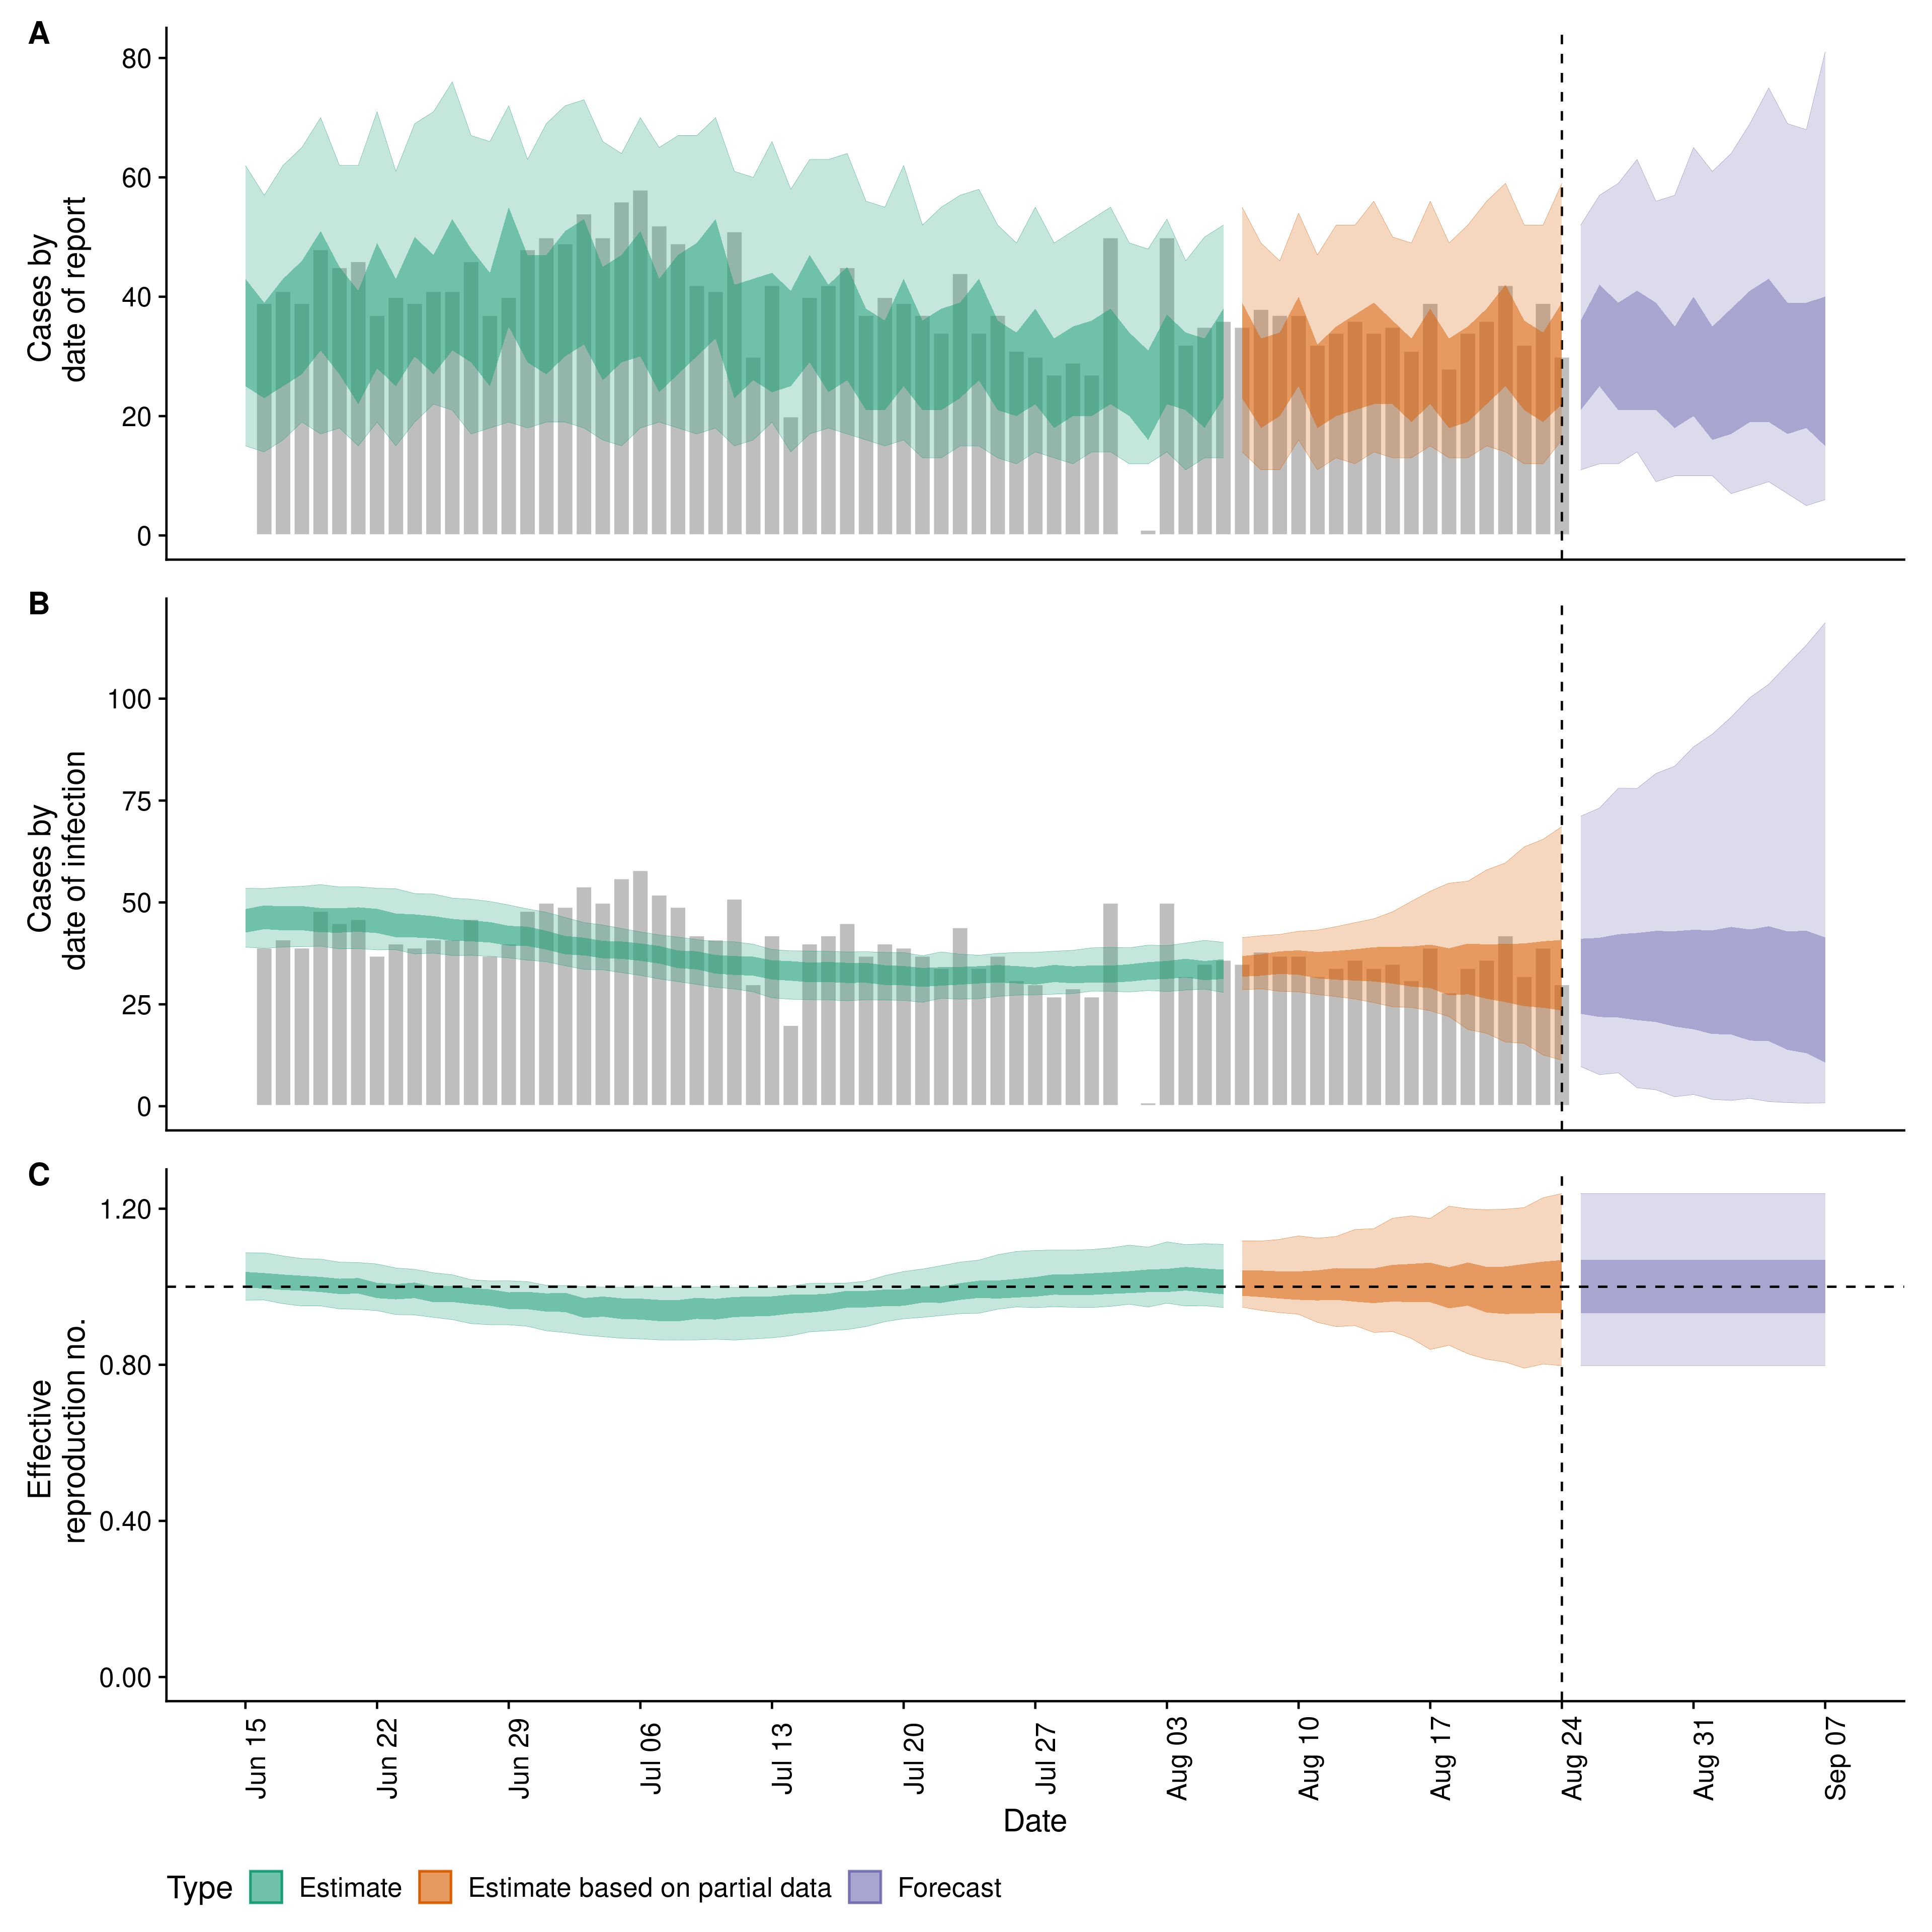 A
80
60
40
20
0
Cases by
date of report
B
100
75
50
25
0
Cases by
date of infection
C
1.20
0.80
0.40
0.00
Effective
reproduction no.
Jun 15
Jun 22
Jun 29
Jul 06
Jul 13
Jul 20
Jul 27
Aug 03
Aug 10
Aug 17
Aug 24
Aug 31
Sep 07
Date
Type Estimate Estimate based on partial data Forecast